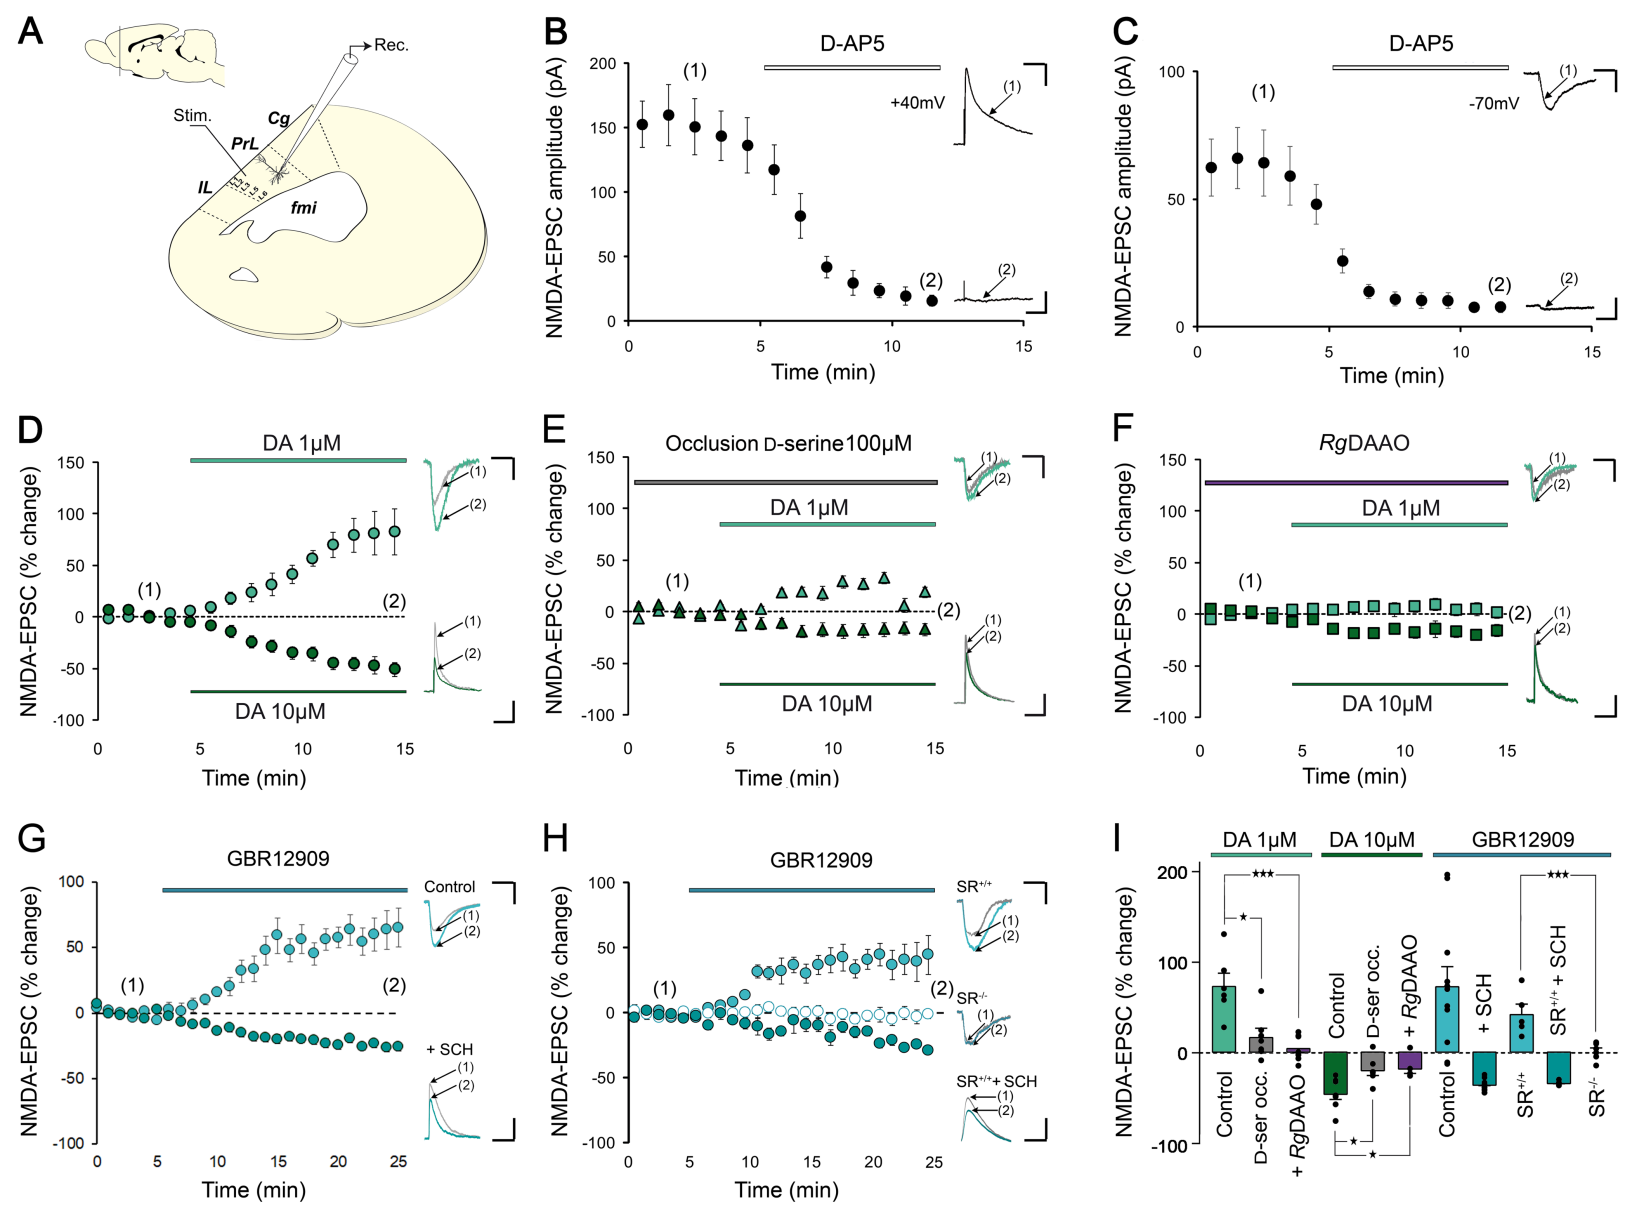 A
Rec.
Stim.
Cg
PrL
IL
L2 L3 L5 L6
fmi
B
D-AP5
NMDA-EPSC amplitude (pA)
200
150
100
50
0
(1)
+40mV
(1)
(2)
(2)
0 5 10 15
Time (min)
C
D-AP5
NMDA-EPSC amplitude (pA)
100
50
0
(1)
-70mV
(1)
(2)
(2)
0 5 10 15
Time (min)
D
DA 1µM
NMDA-EPSC (% change)
150
100
50
0
-50
-100
(1)
(2)
(1)
(2)
(1)
(2)
DA 10µM
0 5 10 15
Time (min)
E
Occlusion D-serine100µM
DA 1µM
NMDA-EPSC (% change)
150
100
50
0
-50
-100
(1)
(2)
(1)
(2)
(1)
(2)
DA 10µM
0 5 10 15
Time (min)
F
RgDAAO
DA 1µM
NMDA-EPSC (% change)
150
100
50
0
-50
-100
(1)
(2)
(1)
(2)
(1)
(2)
DA 10µM
0 5 10 15
Time (min)
G
GBR12909
NMDA-EPSC (% change)
100
50
0
-50
-100
(1)
(2)
Control
(1)
(2)
+ SCH
(1)
(2)
0 5 10 15 20 25
Time (min)
H
GBR12909
NMDA-EPSC (% change)
100
50
0
-50
-100
(1)
(2)
SR+/+
(1)
(2)
SR-/-
(1)
(2)
SR+/+ + SCH
(1)
(2)
0 5 10 15 20 25
Time (min)
I
DA 1µM DA 10µM GBR12909
NMDA-EPSC (% change)
200
100
0
-100
★★★
★
★★★
★
★
Control
D-ser occ.
+ RgDAAO
Control
D-ser occ.
+ RgDAAO
Control
+ SCH
SR+/+
SR+/+ + SCH
SR-/-